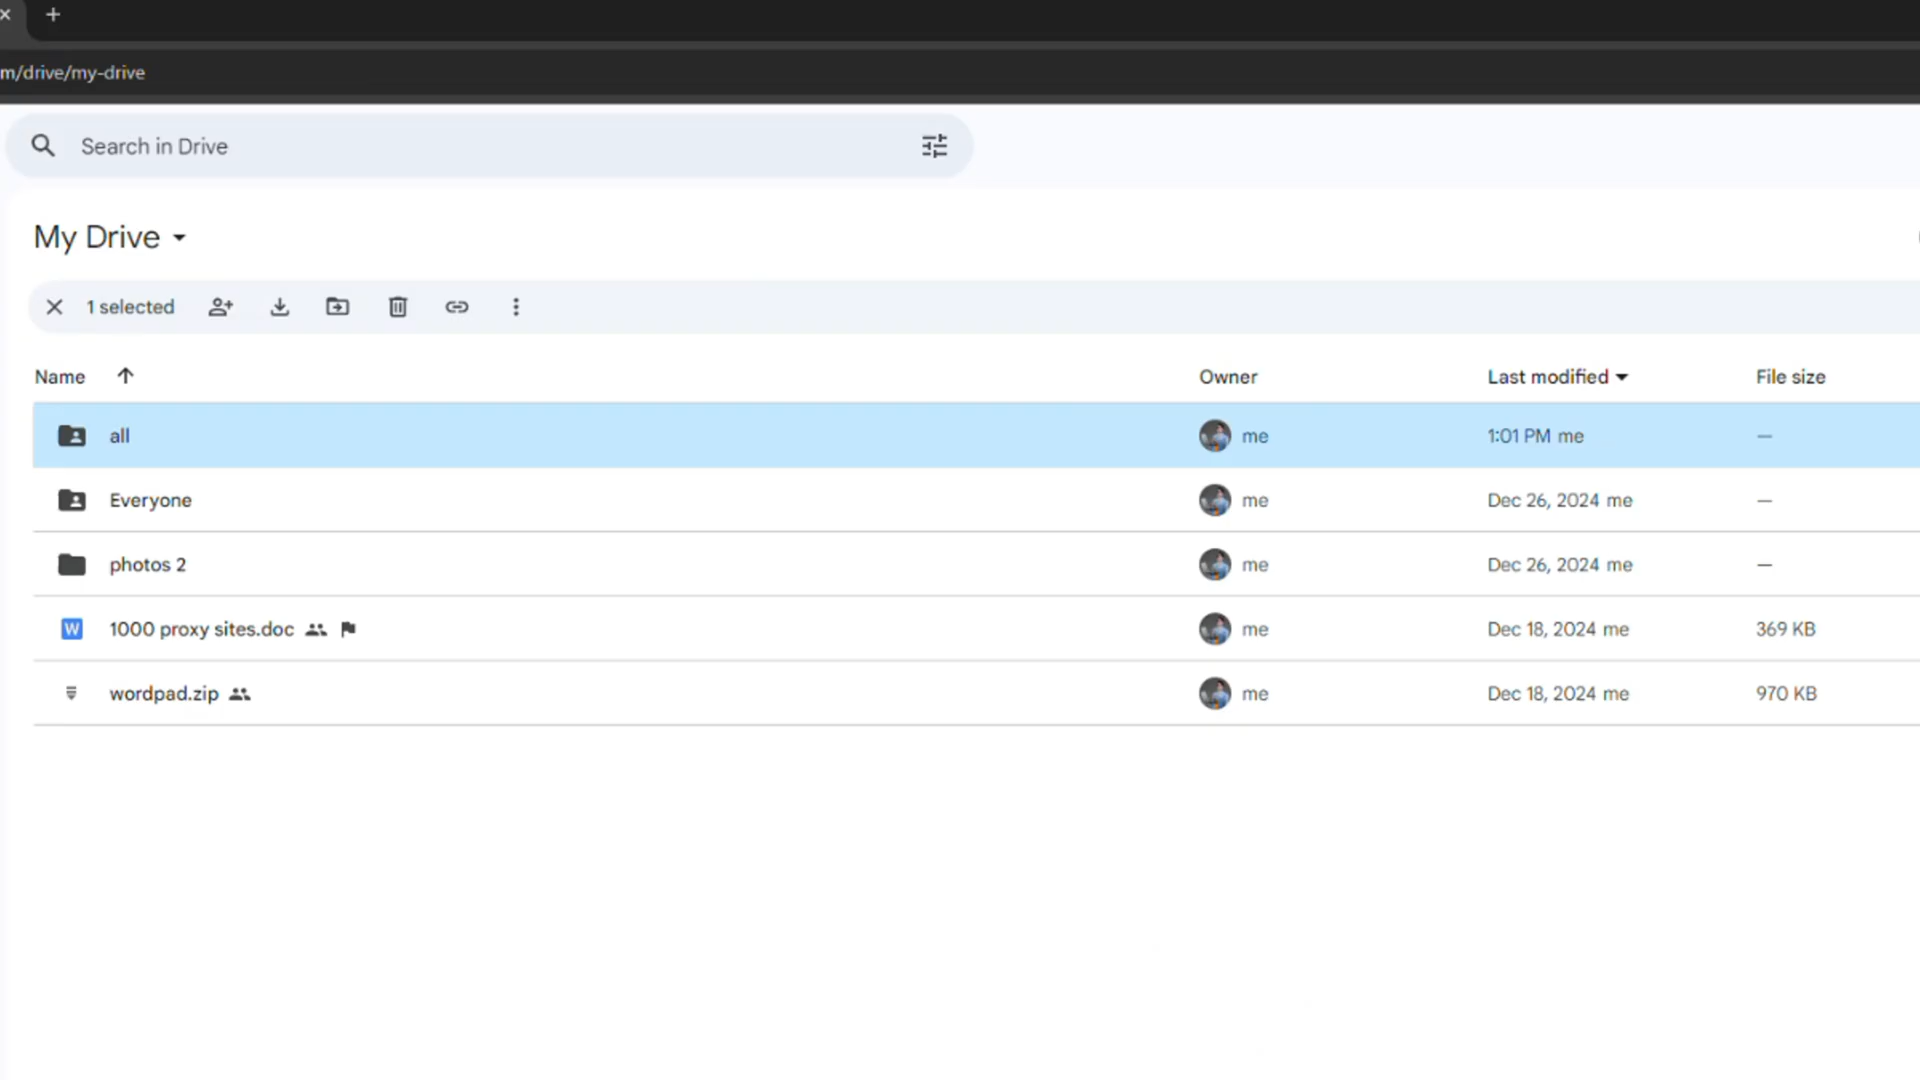 m/drive/my-drive
Search in Drive
My Drive
1 selected
Name Owner Last modified File size
all me 1:01 PM me —
Everyone me Dec 26, 2024 me —
photos 2 me Dec 26, 2024 me —
W 1000 proxy sites.doc me Dec 18, 2024 me 369 KB
wordpad.zip me Dec 18, 2024 me 970 KB